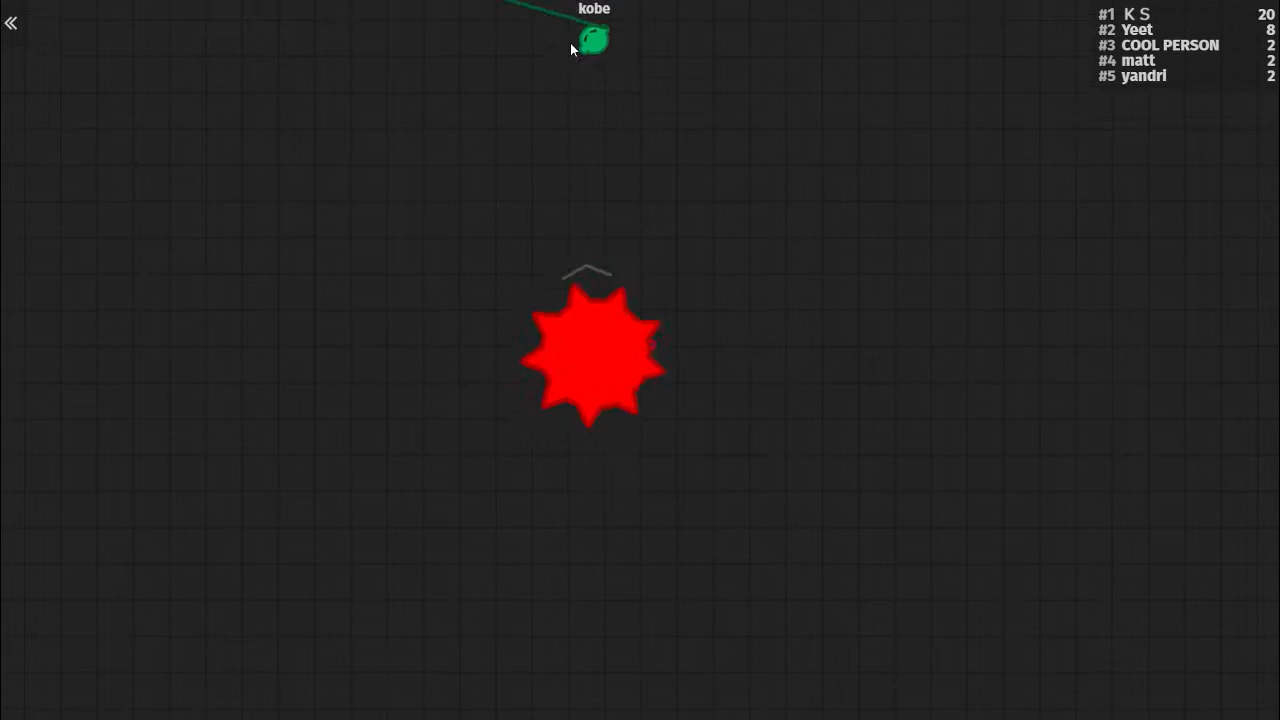 kobe
#1 K S 20
#2 Yeet 8
#3 COOL PERSON 2
#4 matt 2
#5 yandri 2